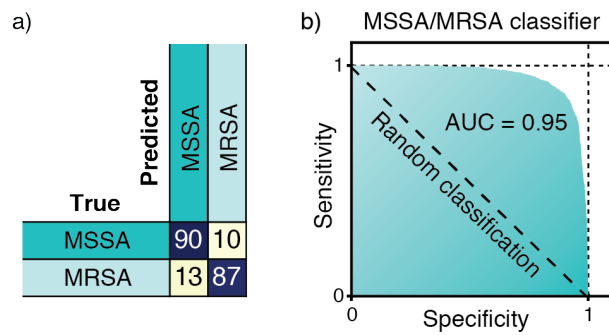 a)
Predicted
MSSA
MRSA
True
MSSA 90 10
MRSA 13 87
b)
MSSA/MRSA classifier
1
AUC = 0.95
Random classification
Sensitivity
0
0 1
Specificity